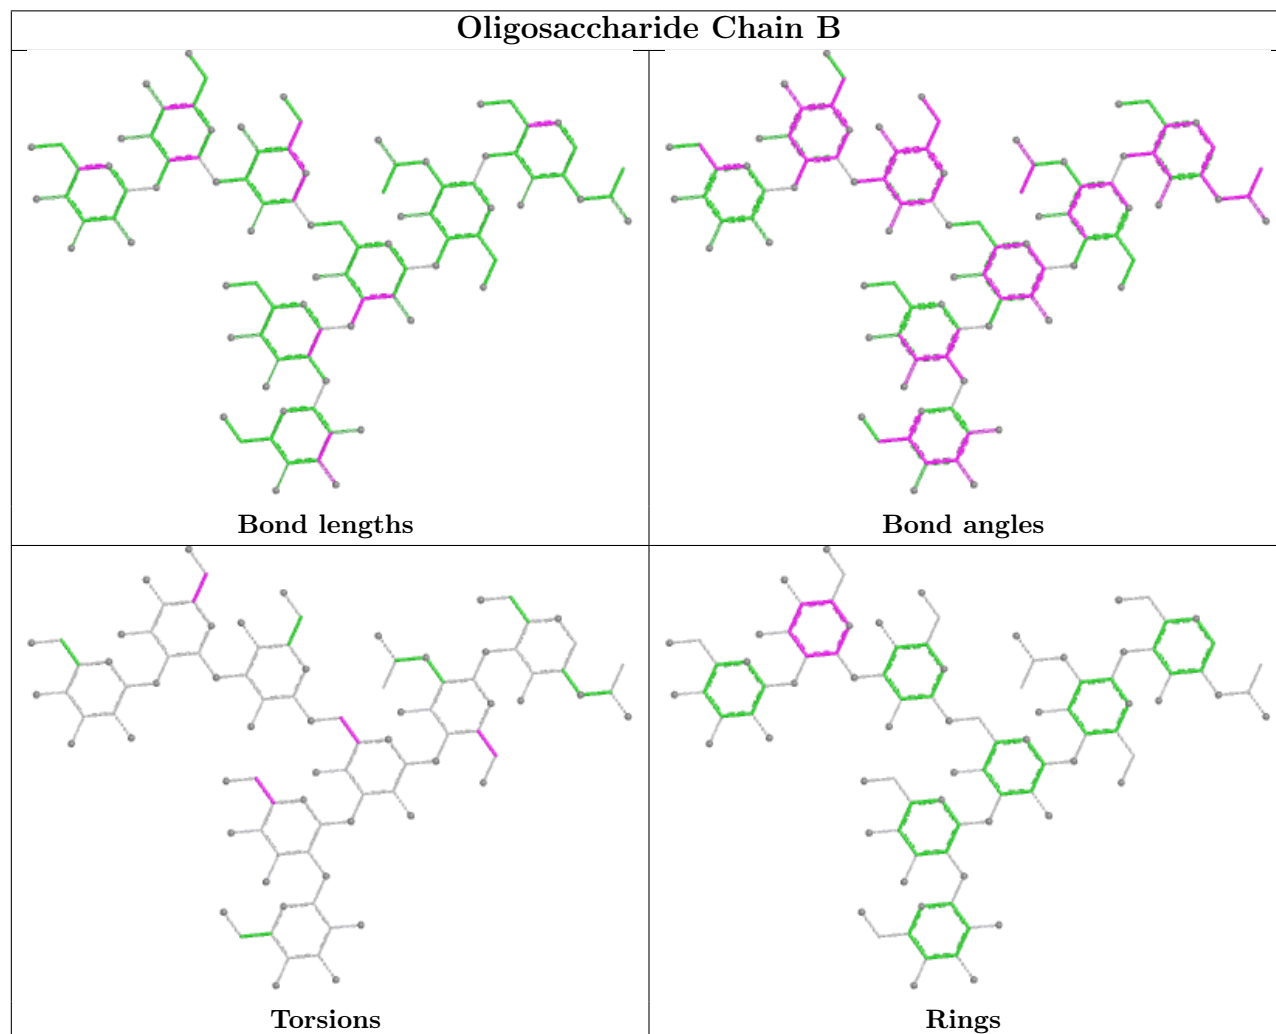 Oligosaccharide Chain B
Bond lengths
Bond angles
Torsions
Rings